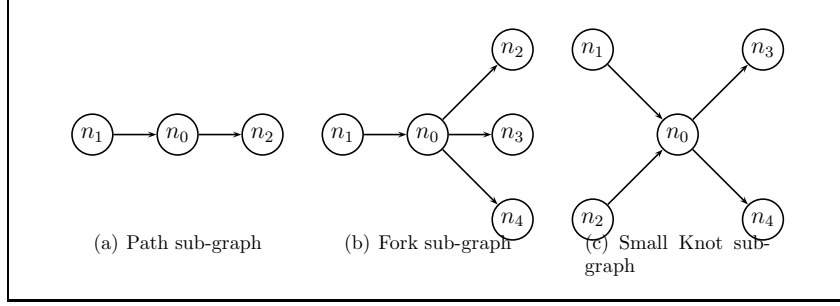 n₁ n₀ n₂
(a) Path sub-graph
n₂
n₁ n₀ n₃
n₄
(b) Fork sub-graph
n₁ n₃
n₀
n₂ n₄
(c) Small Knot sub-
graph